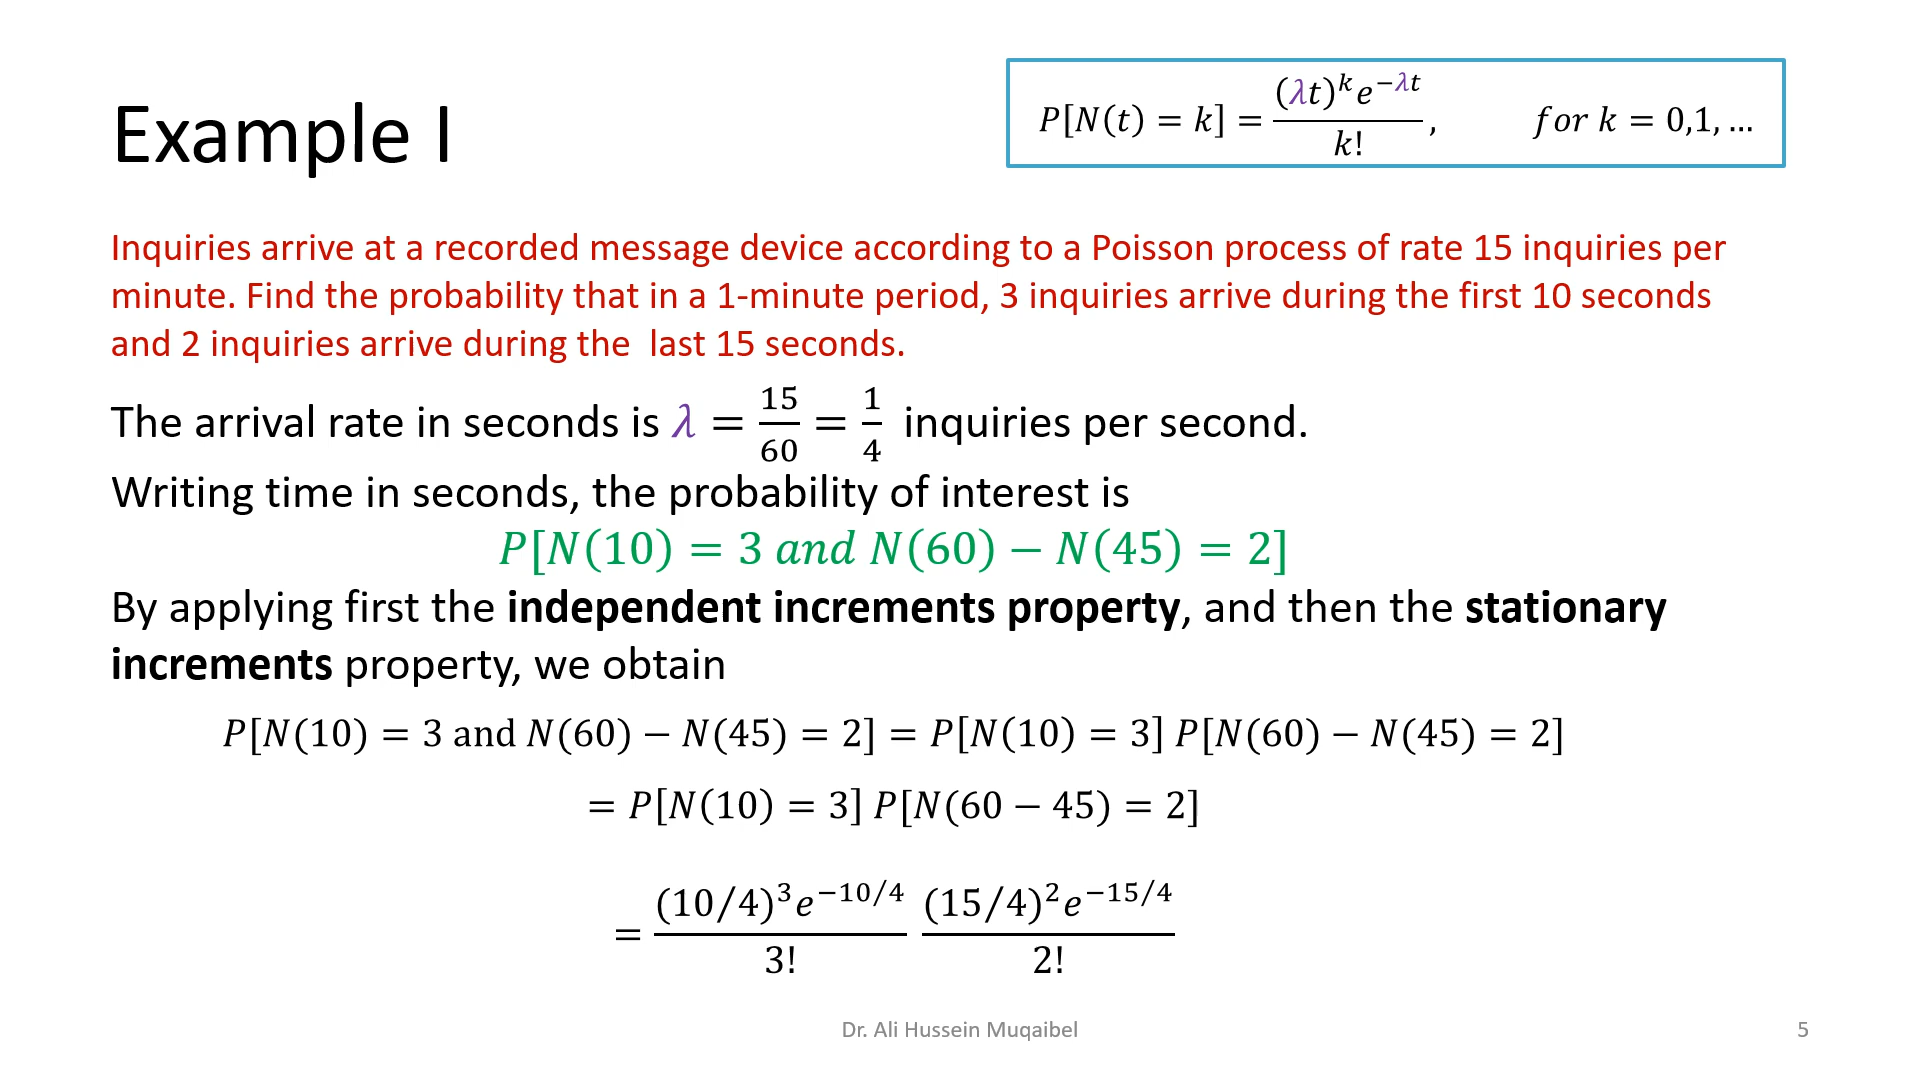 Example I
P[N(t) = k] = (λt)^k e^{−λt} / k! , for k = 0,1, …
Inquiries arrive at a recorded message device according to a Poisson process of rate 15 inquiries per
minute. Find the probability that in a 1-minute period, 3 inquiries arrive during the first 10 seconds
and 2 inquiries arrive during the last 15 seconds.
The arrival rate in seconds is λ = 15/60 = 1/4 inquiries per second.
Writing time in seconds, the probability of interest is
P[N(10) = 3 and N(60) − N(45) = 2]
By applying first the independent increments property, and then the stationary
increments property, we obtain
P[N(10) = 3 and N(60) − N(45) = 2] = P[N(10) = 3] P[N(60) − N(45) = 2]
= P[N(10) = 3] P[N(60 − 45) = 2]
= (10/4)^3 e^{−10/4} / 3! (15/4)^2 e^{−15/4} / 2!
Dr. Ali Hussein Muqaibel
5